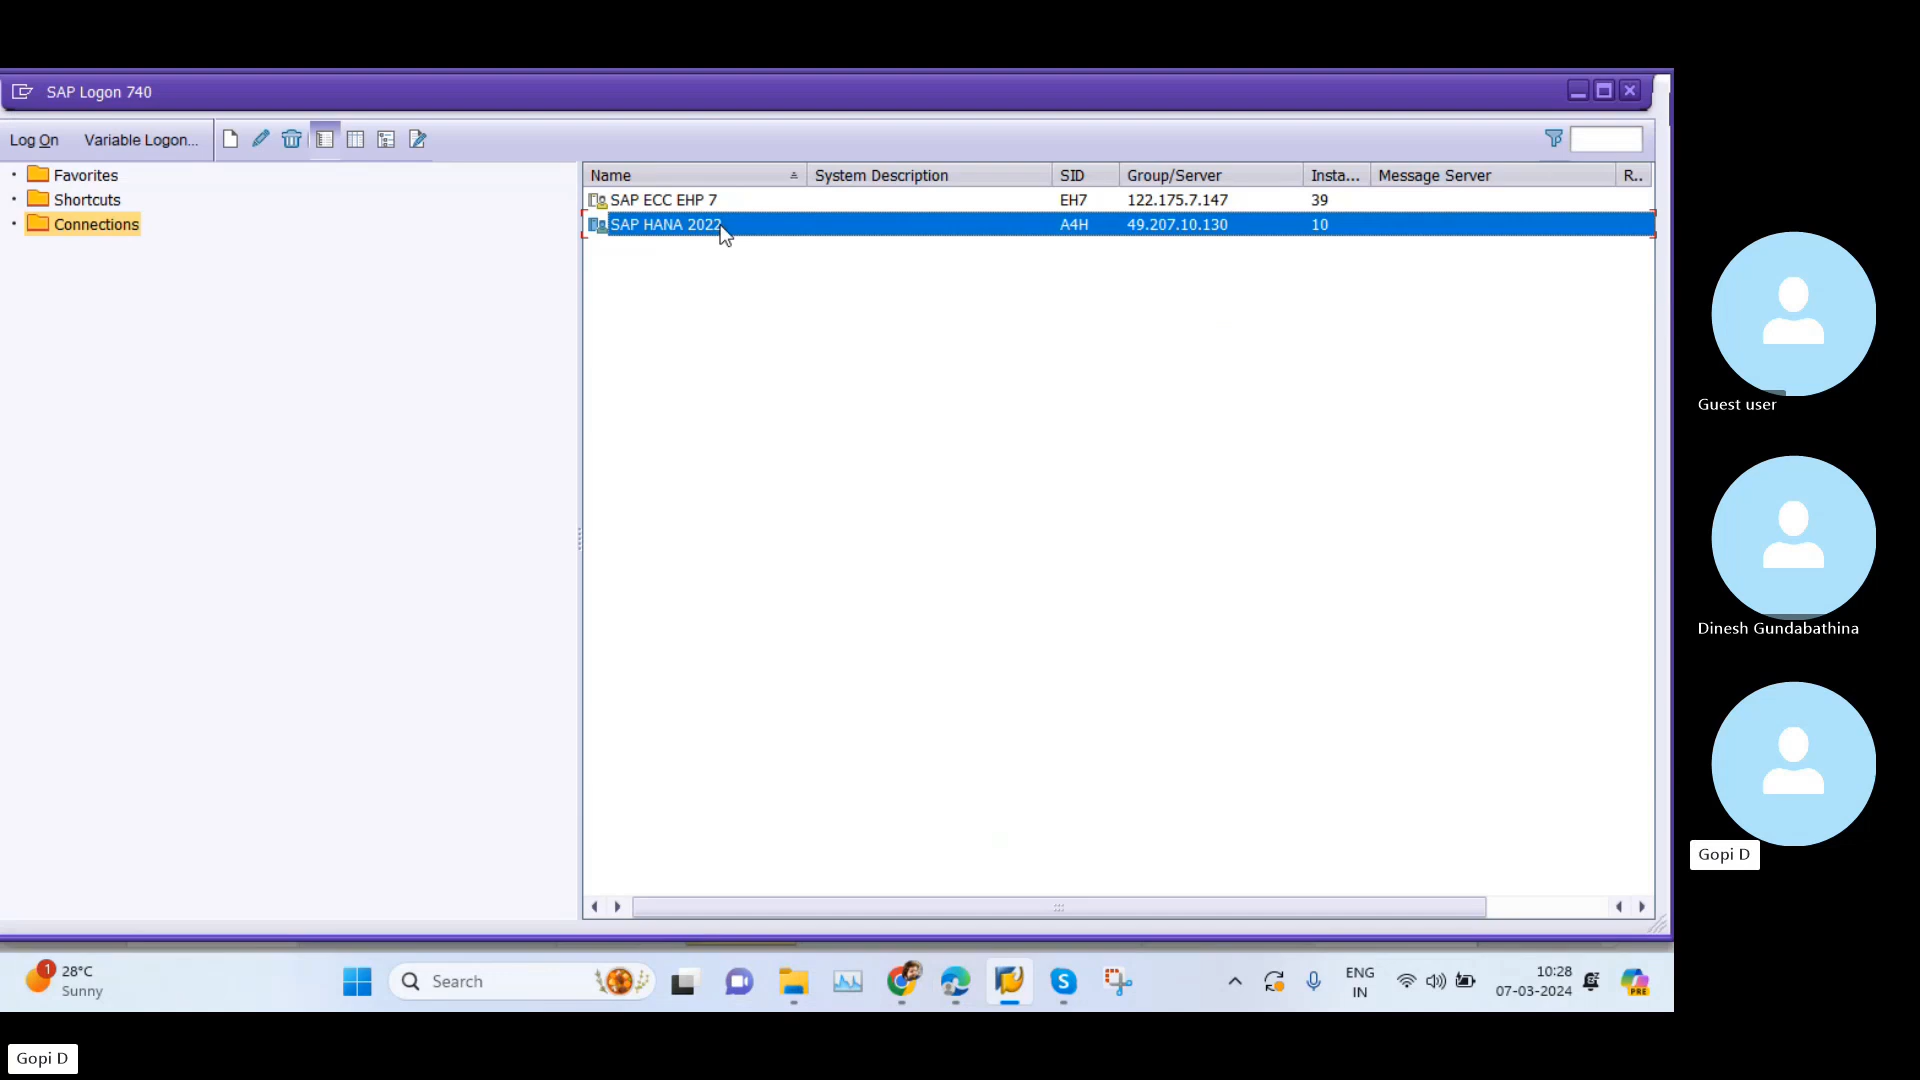 SAP Logon 740
Log On Variable Logon...
Favorites
Shortcuts
Connections
Name System Description SID Group/Server Insta... Message Server R..
SAP ECC EHP 7 EH7 122.175.7.147 39
SAP HANA 2022 A4H 49.207.10.130 10
Guest user
Dinesh Gundabathina
Gopi D
1
28°C
Sunny
Search
ENG
IN
10:28
07-03-2024
PRE
Gopi D